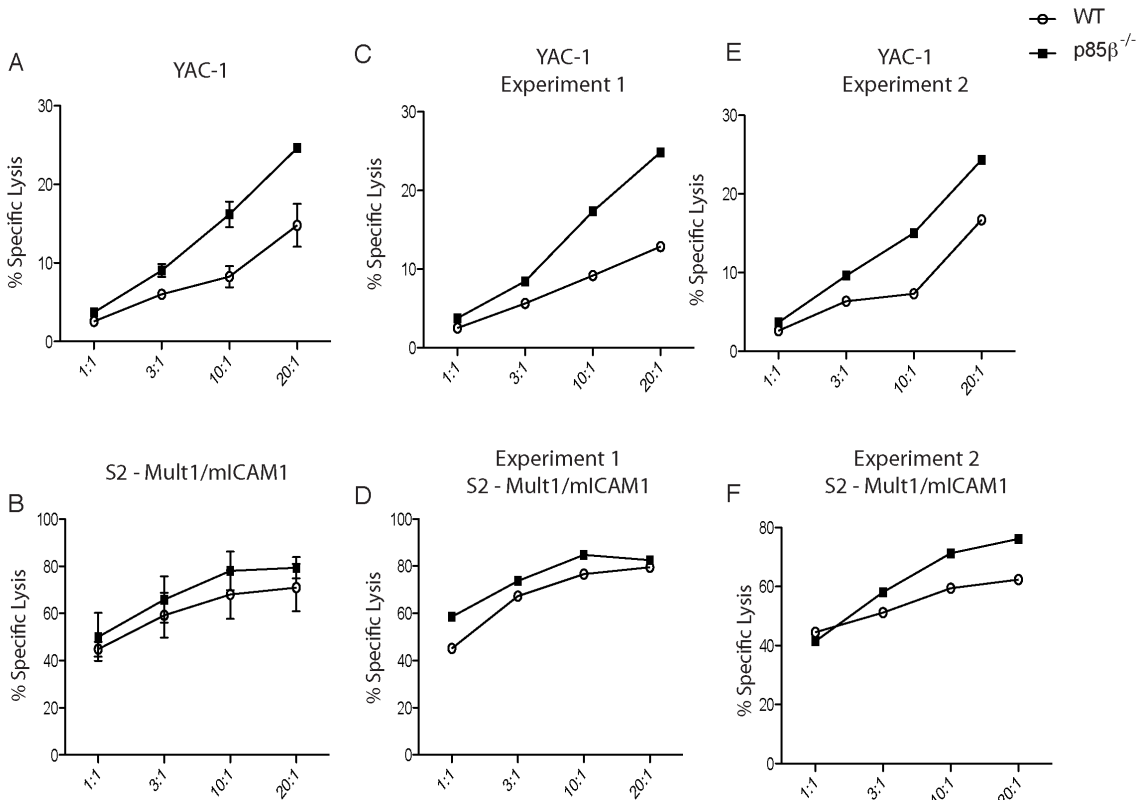 WT
p85β-/-
A
YAC-1
% Specific Lysis
30
20
10
0
1:1
3:1
10:1
20:1
C
YAC-1
Experiment 1
% Specific Lysis
30
20
10
0
1:1
3:1
10:1
20:1
E
YAC-1
Experiment 2
% Specific Lysis
30
20
10
0
1:1
3:1
10:1
20:1
B
S2 - Mult1/mICAM1
% Specific Lysis
100
80
60
40
20
0
1:1
3:1
10:1
20:1
D
Experiment 1
S2 - Mult1/mICAM1
% Specific Lysis
100
80
60
40
20
0
1:1
3:1
10:1
20:1
F
Experiment 2
S2 - Mult1/mICAM1
% Specific Lysis
80
60
40
20
0
1:1
3:1
10:1
20:1